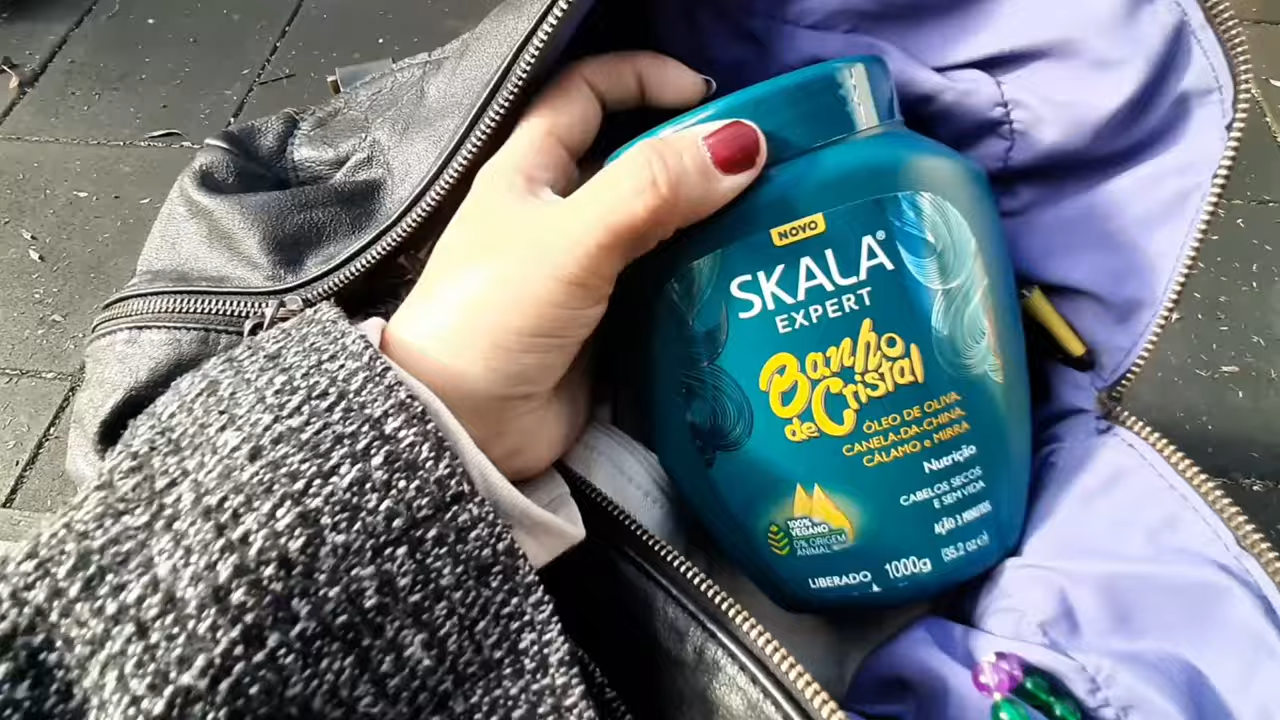 NOVO
SKALA®
EXPERT
Banho
de Cristal
ÓLEO DE OLIVA,
CANELA-DA-CHINA,
CÁLAMO e MIRRA
Nutrição
CABELOS SECOS
E SEM VIDA
AÇÃO 3 MINUTOS
100%
VEGANO
0% ORIGEM
ANIMAL
LIBERADO
1000g (35.2 oz e)